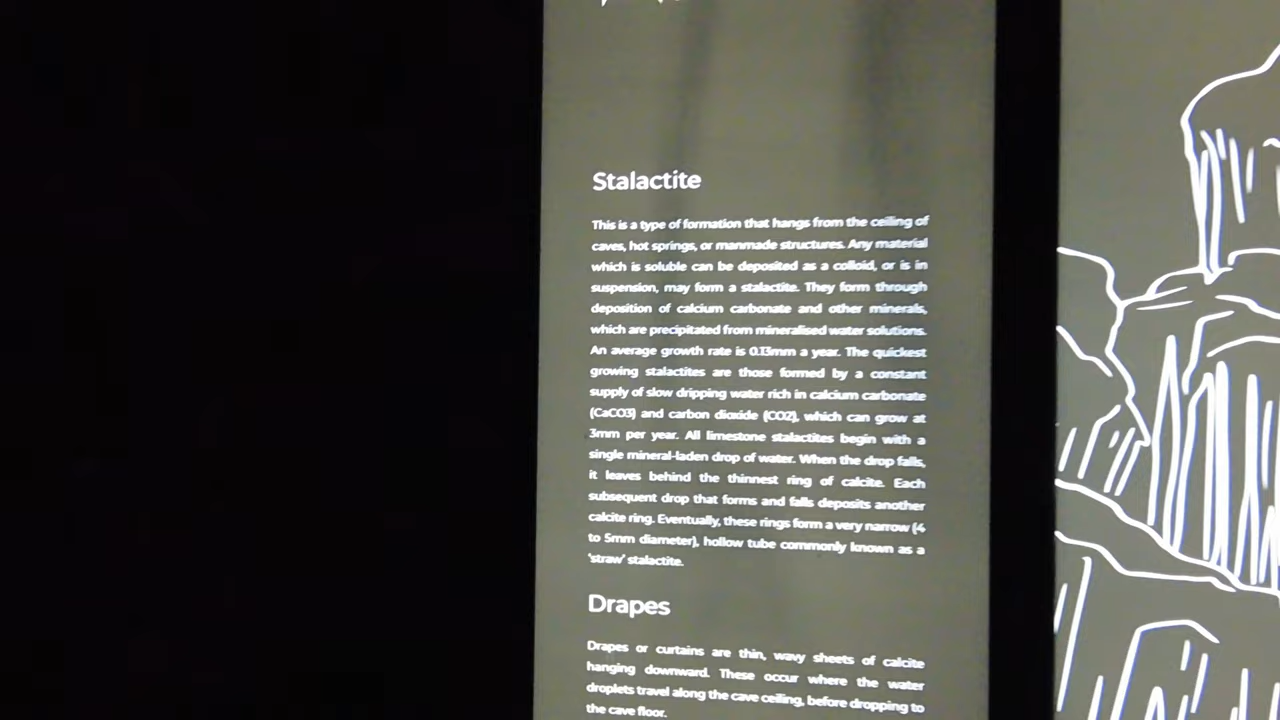 Stalactite
This is a type of formation that hangs from the ceiling of
caves, hot springs, or manmade structures. Any material
which is soluble can be deposited as a colloid, or is in
suspension, may form a stalactite. They form through
deposition of calcium carbonate and other minerals,
which are precipitated from mineralised water solutions.
An average growth rate is 0.13mm a year. The quickest
growing stalactites are those formed by a constant
supply of slow dripping water rich in calcium carbonate
(CaCO3) and carbon dioxide (CO2), which can grow at
3mm per year. All limestone stalactites begin with a
single mineral-laden drop of water. When the drop falls,
it leaves behind the thinnest ring of calcite. Each
subsequent drop that forms and falls deposits another
calcite ring. Eventually, these rings form a very narrow (4
to 5mm diameter), hollow tube commonly known as a
'straw' stalactite.
Drapes
Drapes or curtains are thin, wavy sheets of calcite
hanging downward. These occur where the water
droplets travel along the cave ceiling, before dropping to
the cave floor.